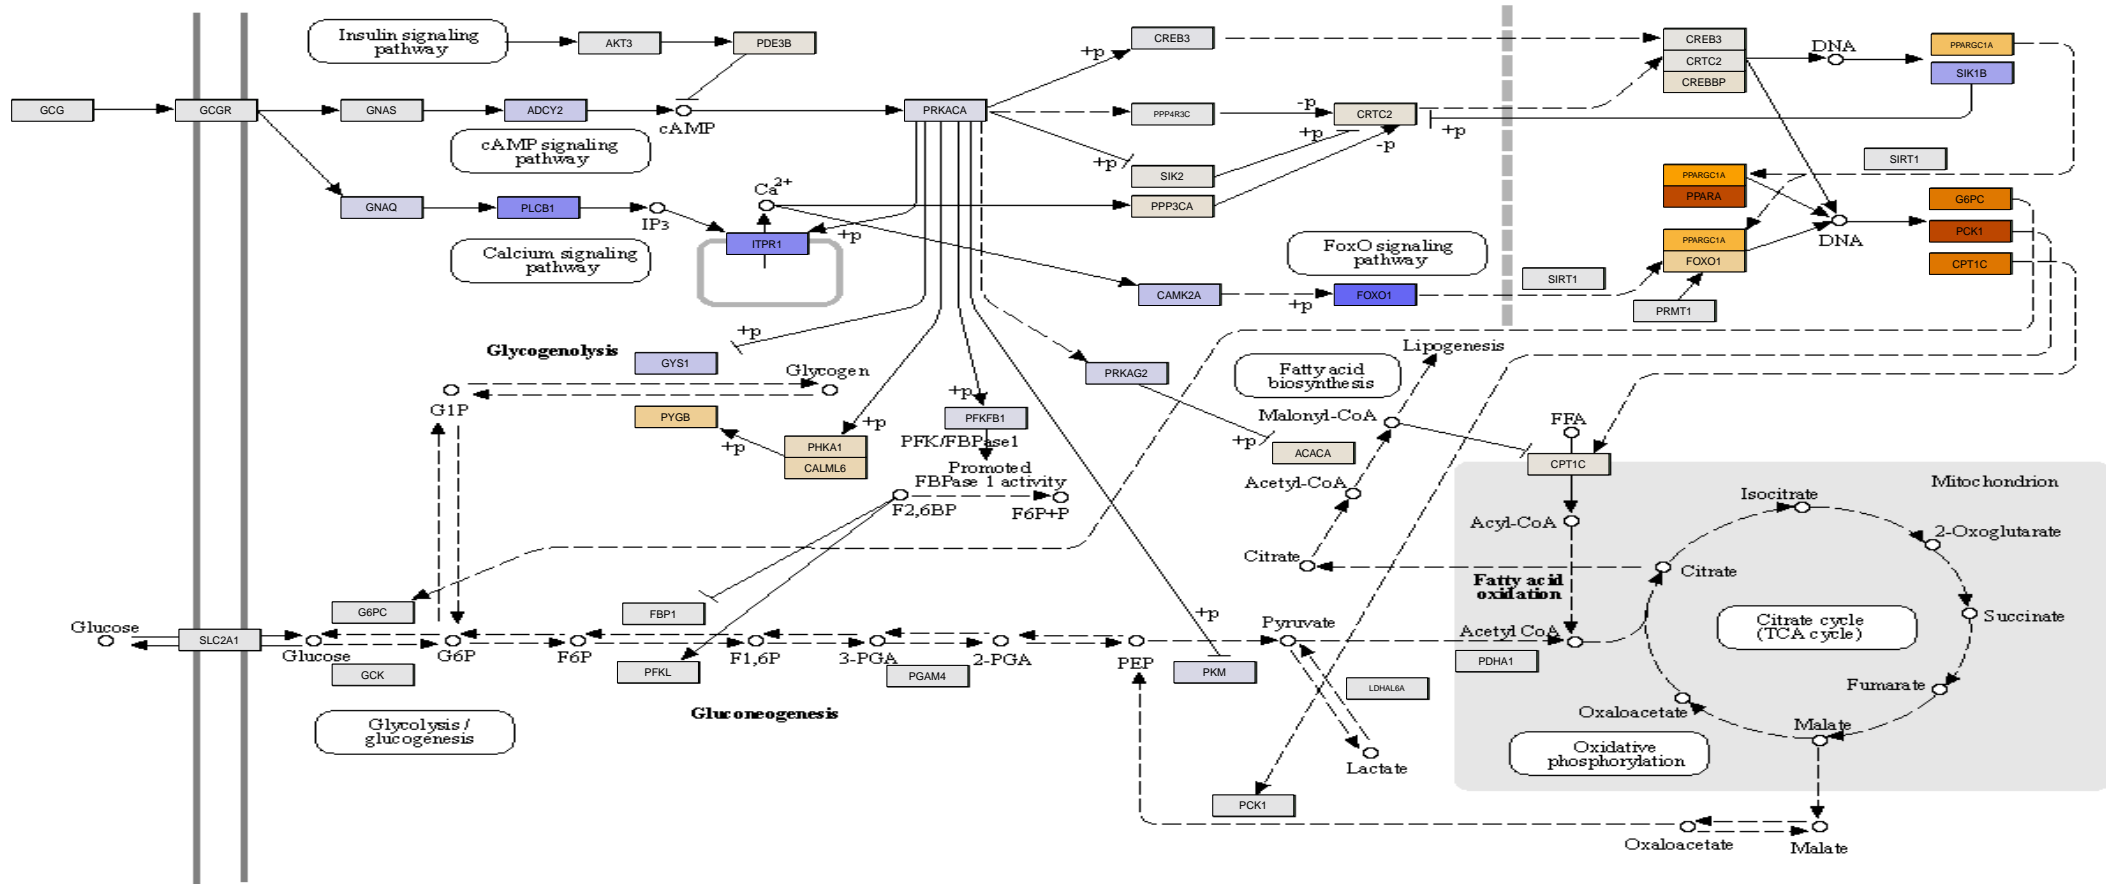 Insulin signaling
pathway
AKT3
PDE3B
CREB3
+p
CREB3
CRTC2
CREBBP
DNA
PPARGC1A
SIK1B
GCG
GCGR
GNAS
ADCY2
cAMP
PRKACA
PPP4R3C
-p
CRTC2
+p
+p
-p
+p
SIK2
PPP3CA
cAMP signaling
pathway
SIRT1
PPARGC1A
PPARA
G6PC
PCK1
CPT1C
DNA
PPARGC1A
FOXO1
GNAQ
PLCB1
IP3
Ca2+
ITPR1
+p
Calcium signaling
pathway
FoxO signaling
pathway
CAMK2A
+p
FOXO1
SIRT1
PRMT1
+p
Glycogenolysis
GYS1
Glycogen
G1P
PYGB
+p
PHKA1
CALML6
+p
+p
PFKFB1
PFK/FBPase1
Promoted
FBPase 1 activity
F2,6BP
F6P+P
PRKAG2
+p
Lipogenesis
Fatty acid
biosynthesis
Malonyl-CoA
ACACA
Acetyl-CoA
Citrate
FFA
CPT1C
Acyl-CoA
Fatty acid
oxidation
Acetyl CoA
Mitochondrion
Isocitrate
2-Oxoglutarate
Citrate
Succinate
Citrate cycle
(TCA cycle)
Fumarate
Malate
Oxaloacetate
Oxidative
phosphorylation
G6PC
FBP1
Glucose
SLC2A1
Glucose
G6P
F6P
F1,6P
3-PGA
2-PGA
PEP
+p
PKM
Pyruvate
PDHA1
LDHAL6A
Lactate
GCK
PFKL
PGAM4
Gluconeogenesis
Glycolysis /
glucogenesis
PCK1
Oxaloacetate
Malate